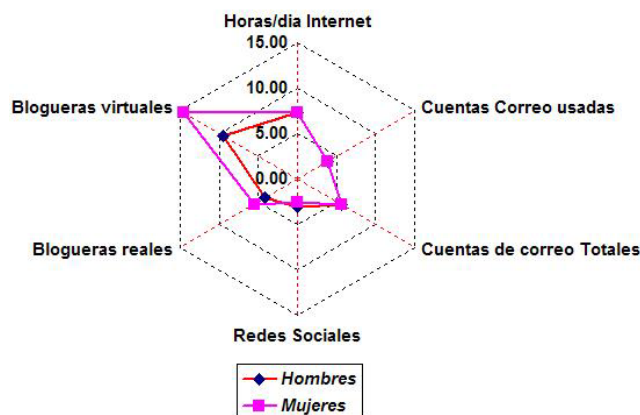 Horas/dia Internet
15.00
10.00
5.00
0.00
Blogueras virtuales
Cuentas Correo usadas
Blogueras reales
Cuentas de correo Totales
Redes Sociales
Hombres
Mujeres